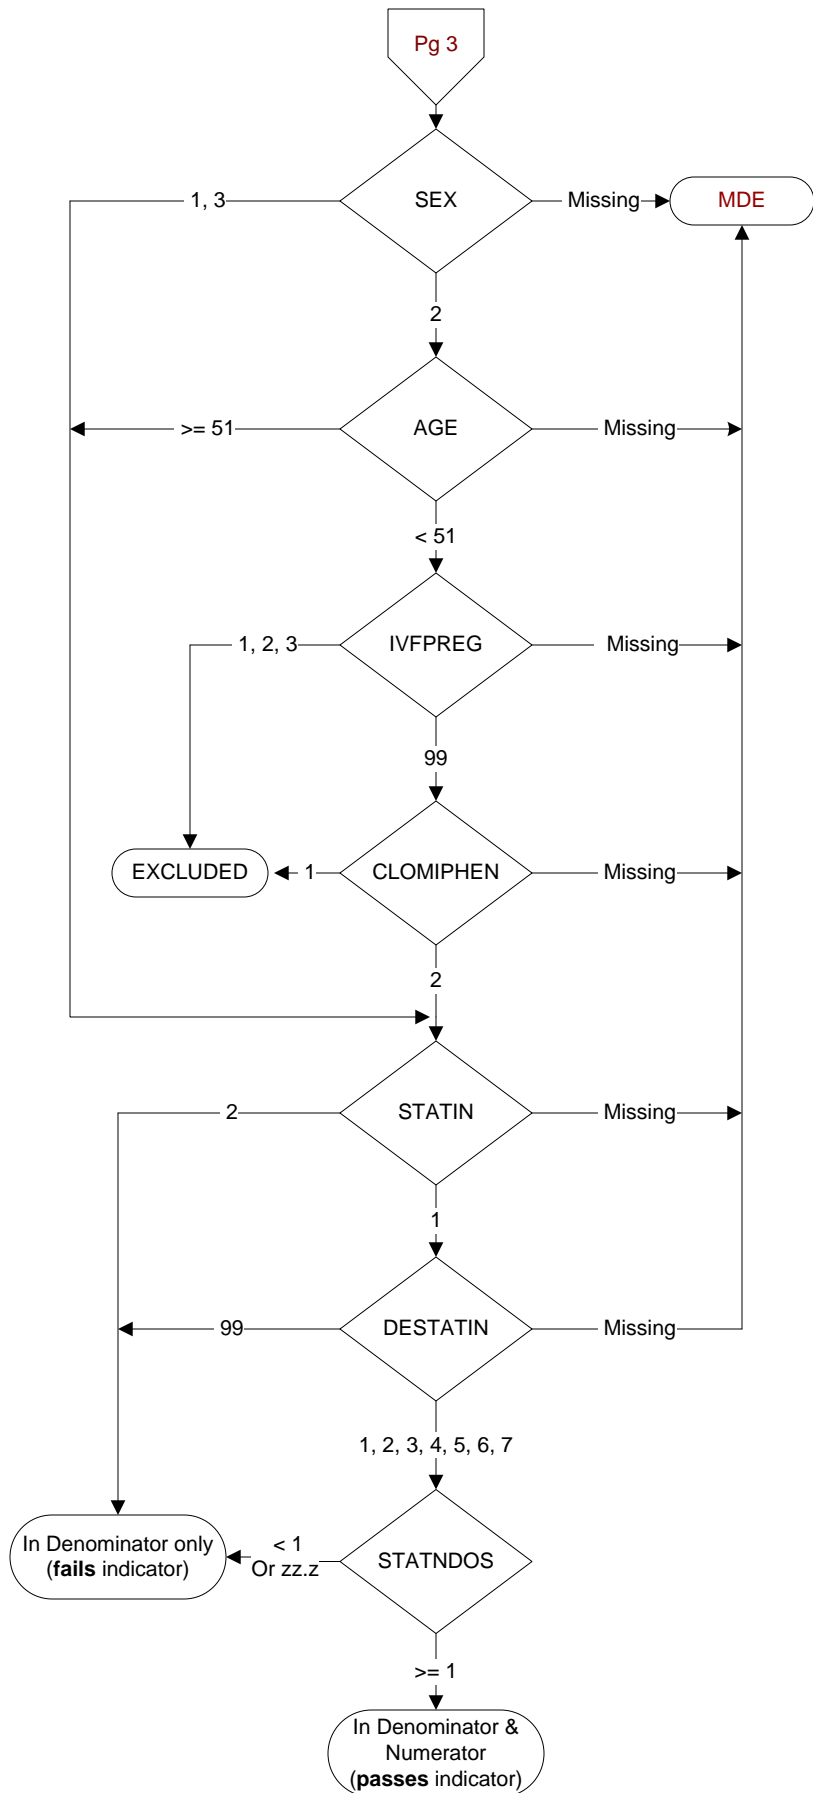 Pg 3
1, 3
SEX
Missing
MDE
2
>= 51
AGE
Missing
< 51
1, 2, 3
IVFPREG
Missing
99
EXCLUDED
1
CLOMIPHEN
Missing
2
2
STATIN
Missing
1
99
DESTATIN
Missing
1, 2, 3, 4, 5, 6, 7
In Denominator only
(fails indicator)
< 1
Or zz.z
STATNDOS
>= 1
In Denominator &
Numerator
(passes indicator)